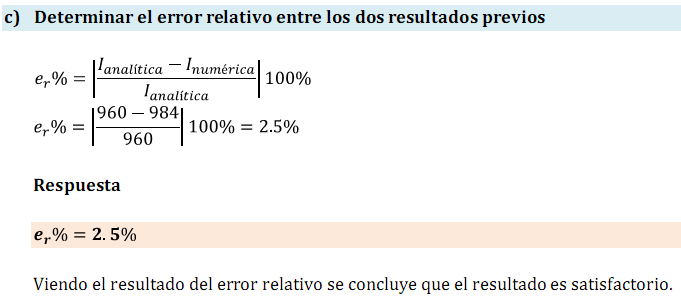 c) Determinar el error relativo entre los dos resultados previos
e_r% = |(I_analítica − I_numérica) / I_analítica| 100%
e_r% = |(960 − 984) / 960| 100% = 2.5%
Respuesta
e_r% = 2.5%
Viendo el resultado del error relativo se concluye que el resultado es satisfactorio.